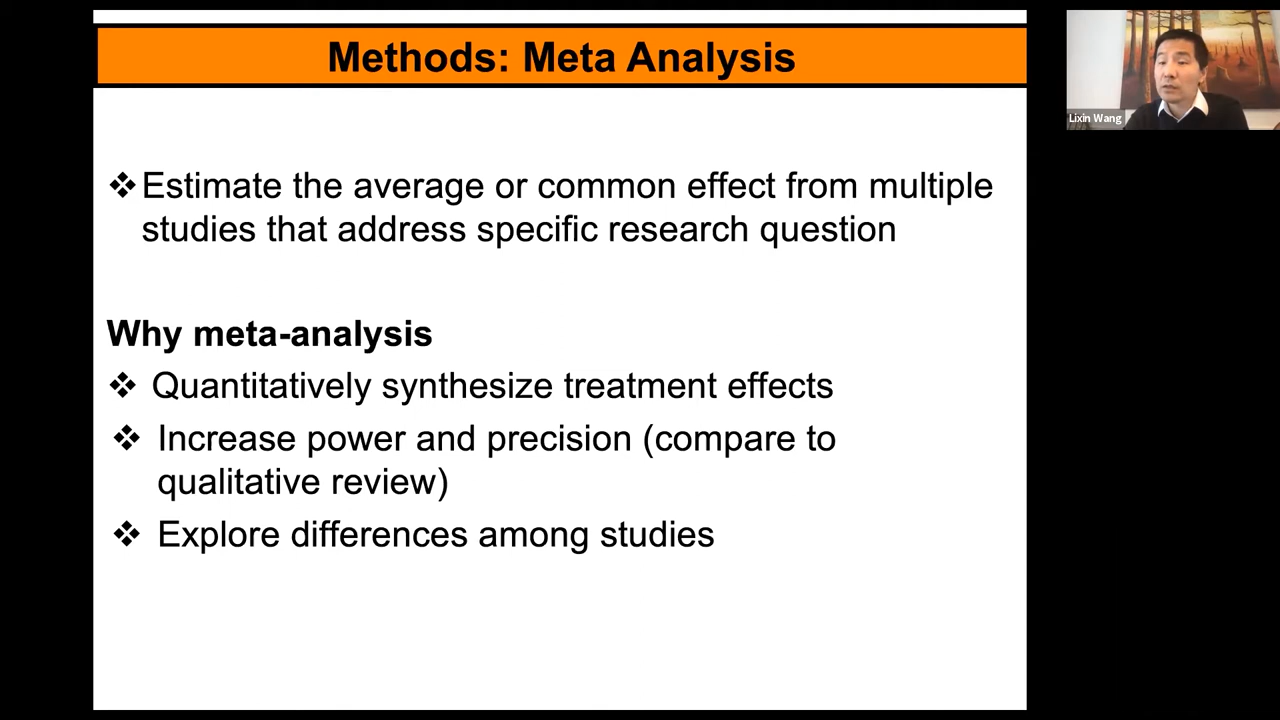 Methods: Meta Analysis
Lixin Wang
❖Estimate the average or common effect from multiple
studies that address specific research question
Why meta-analysis
❖ Quantitatively synthesize treatment effects
❖ Increase power and precision (compare to
qualitative review)
❖ Explore differences among studies